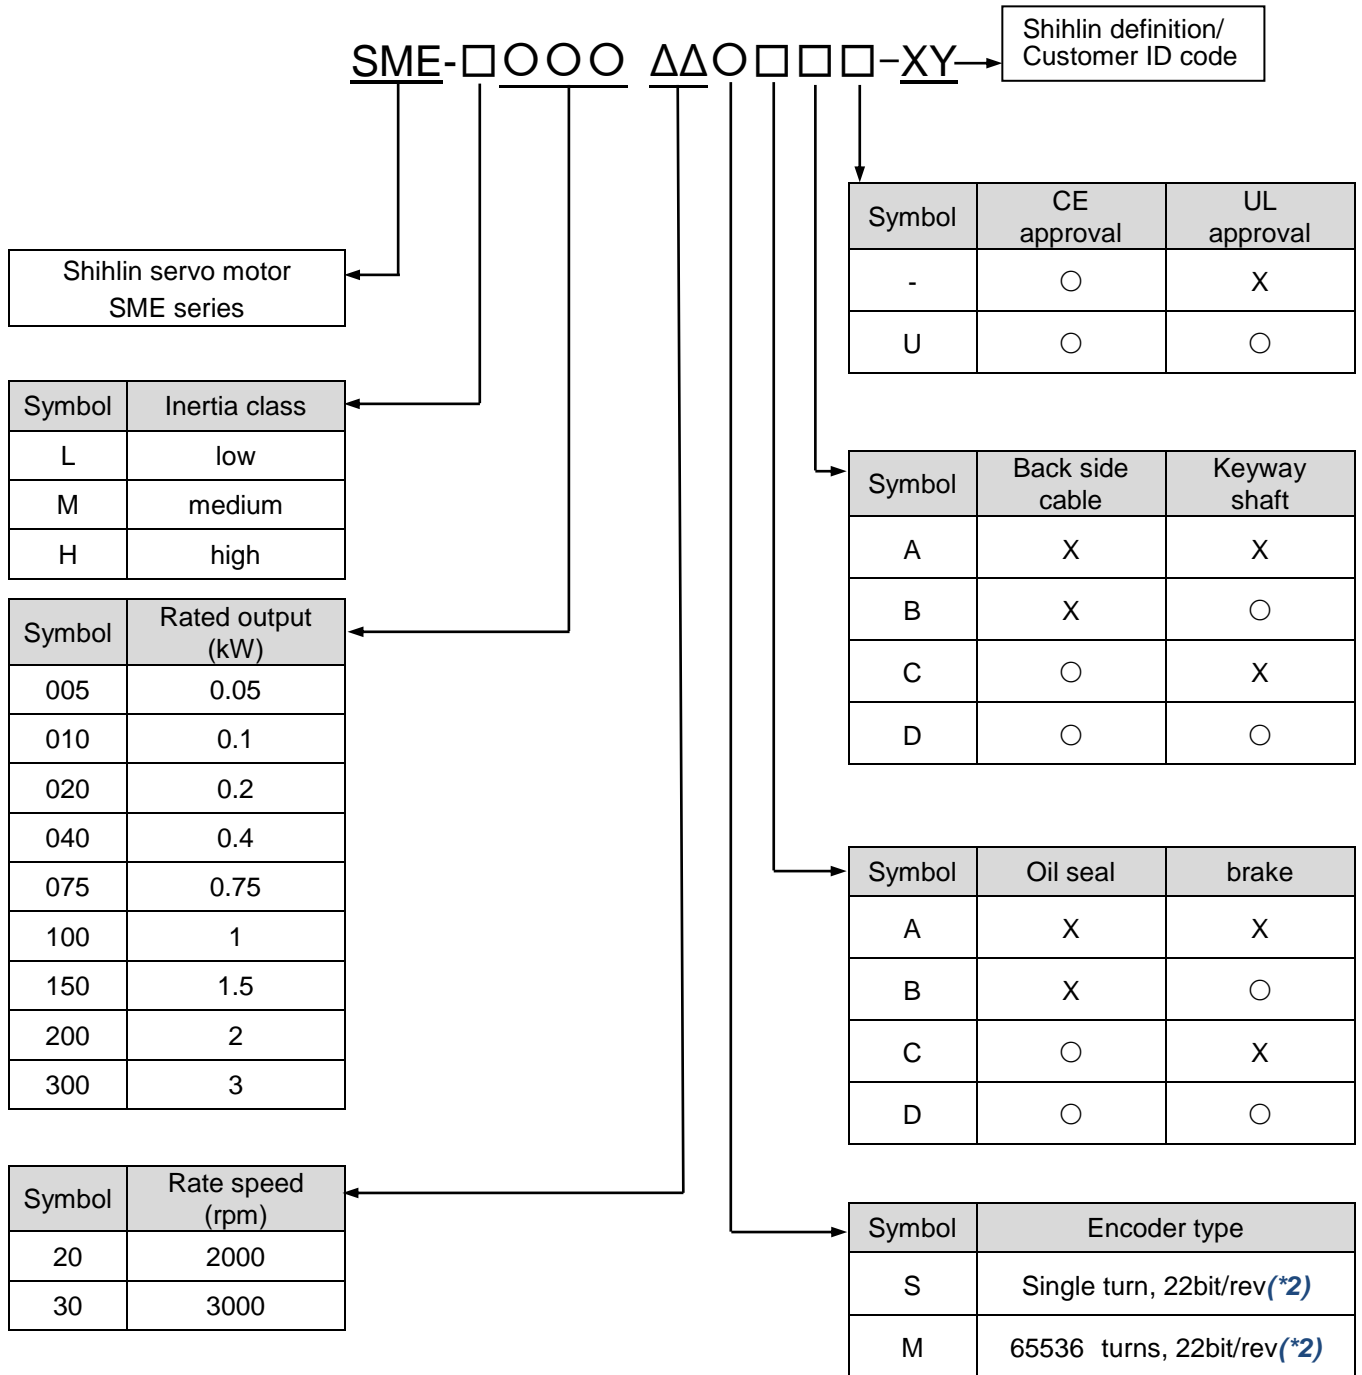 SME-□○○○ ΔΔ○□□□-XY
Shihlin definition/
Customer ID code
Shihlin servo motor
SME series
Symbol Inertia class
L low
M medium
H high
Symbol Rated output (kW)
005 0.05
010 0.1
020 0.2
040 0.4
075 0.75
100 1
150 1.5
200 2
300 3
Symbol Rate speed (rpm)
20 2000
30 3000
Symbol CE approval UL approval
- ○ X
U ○ ○
Symbol Back side cable Keyway shaft
A X X
B X ○
C ○ X
D ○ ○
Symbol Oil seal brake
A X X
B X ○
C ○ X
D ○ ○
Symbol Encoder type
S Single turn, 22bit/rev(*2)
M 65536 turns, 22bit/rev(*2)